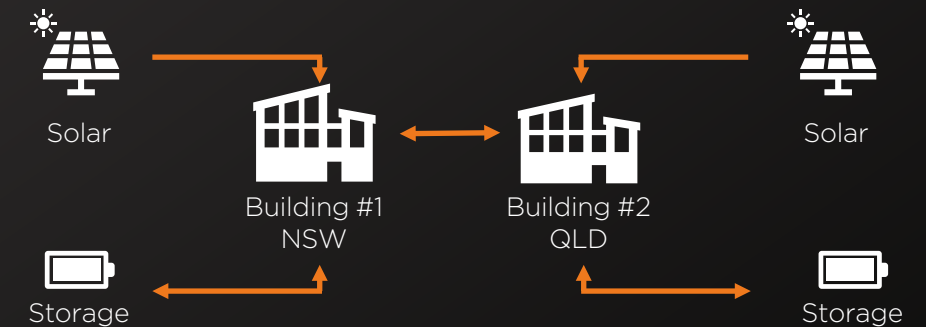 Solar
Solar
Building #1
NSW
Building #2
QLD
Storage
Storage